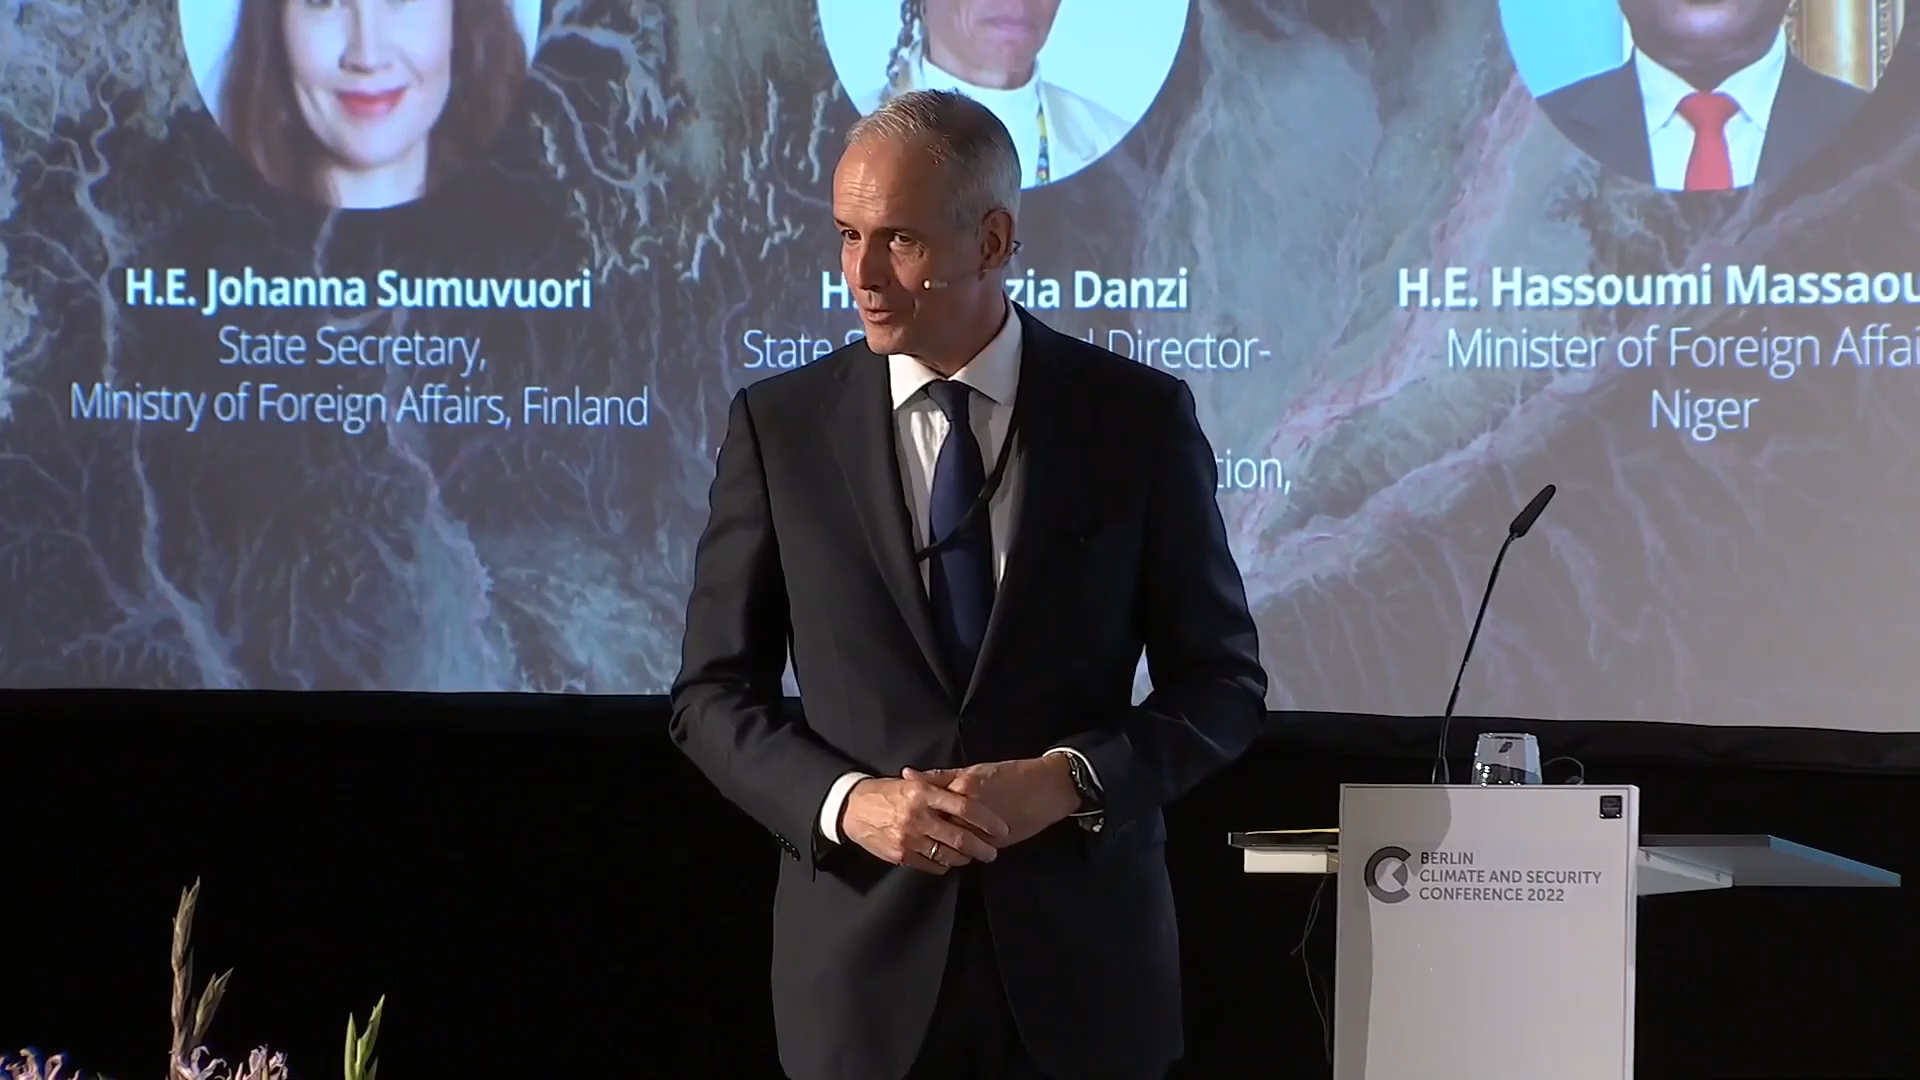 H.E. Johanna Sumuvuori
State Secretary,
Ministry of Foreign Affairs, Finland
H. zia Danzi
State Director-
tion,
H.E. Hassoumi Massaou
Minister of Foreign Affai
Niger
BERLIN
CLIMATE AND SECURITY
CONFERENCE 2022